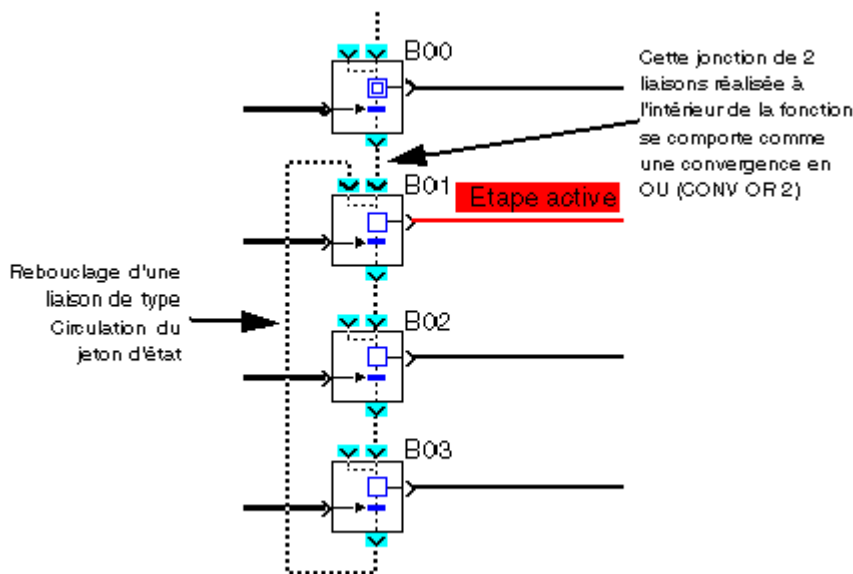 B00
Cette jonction de 2
liaisons réalisée à
l'intérieur de la fonction
se comporte comme
une convergence en
OU (CONV OR 2)
B01
Etape active
Rebouclage d'une
liaison de type
Circulation du
jeton d'état
B02
B03